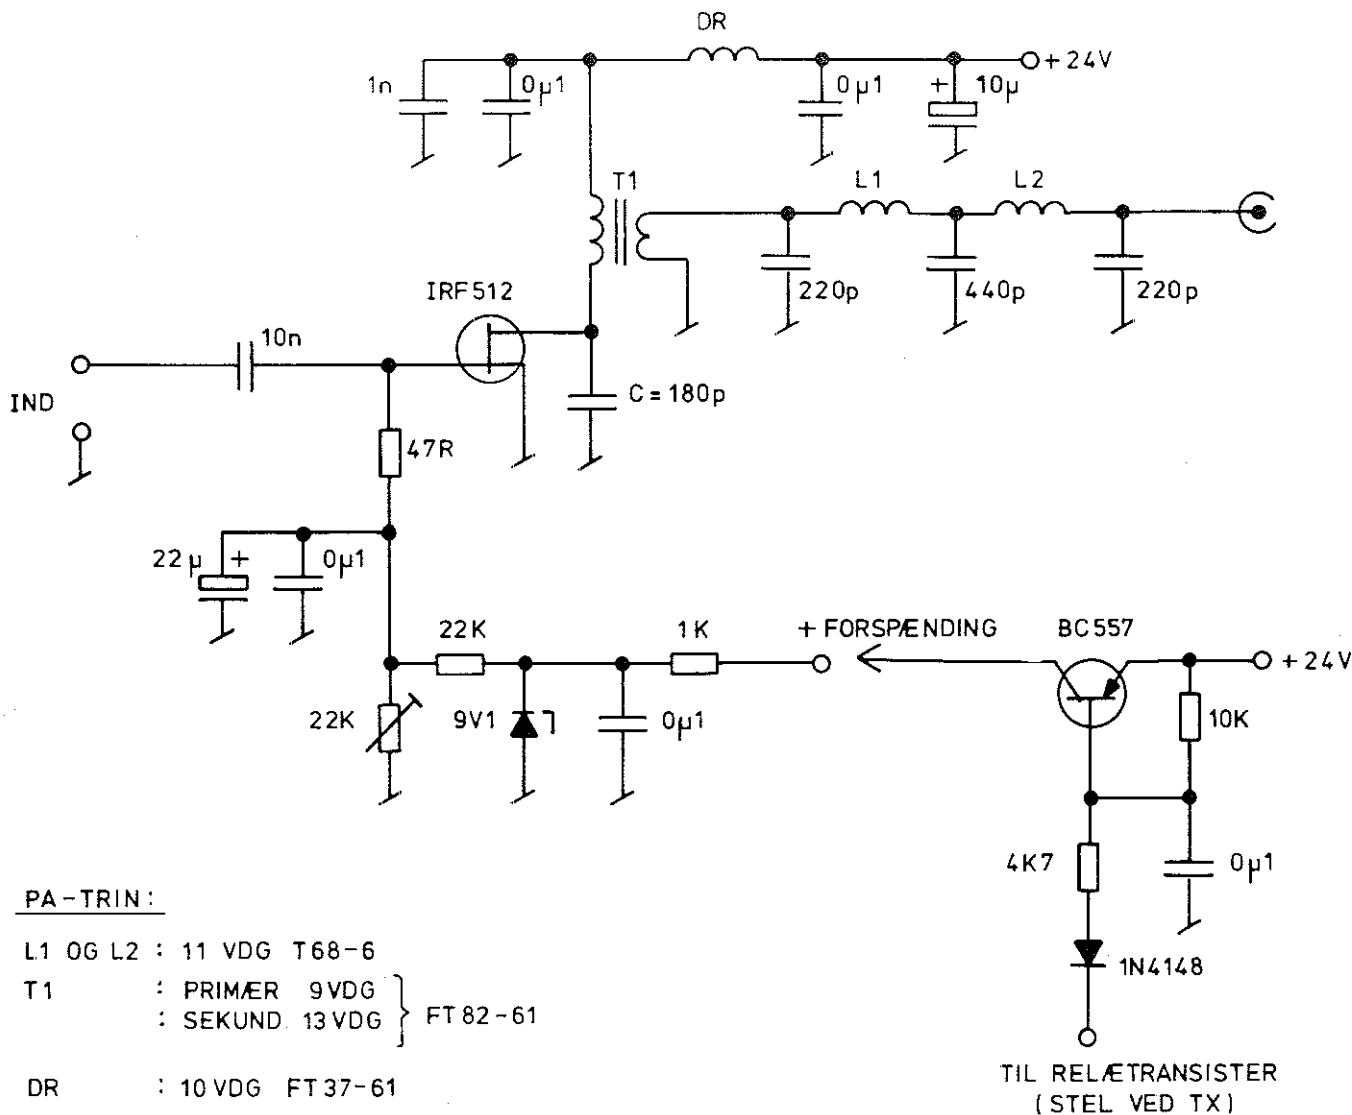 DR
1n
0µ1
0µ1
+
10µ
+24V
T1
L1
L2
220p
440p
220p
IRF512
10n
IND
C=180p
47R
22µ
+
0µ1
22K
1K
+ FORSPÆNDING
BC557
+24V
22K
9V1
0µ1
10K
4K7
0µ1
1N4148
TIL RELÆTRANSISTER
(STEL VED TX)
PA-TRIN:
L1 OG L2 : 11 VDG T68-6
T1 : PRIMÆR 9VDG
: SEKUND. 13VDG } FT82-61
DR : 10 VDG FT37-61